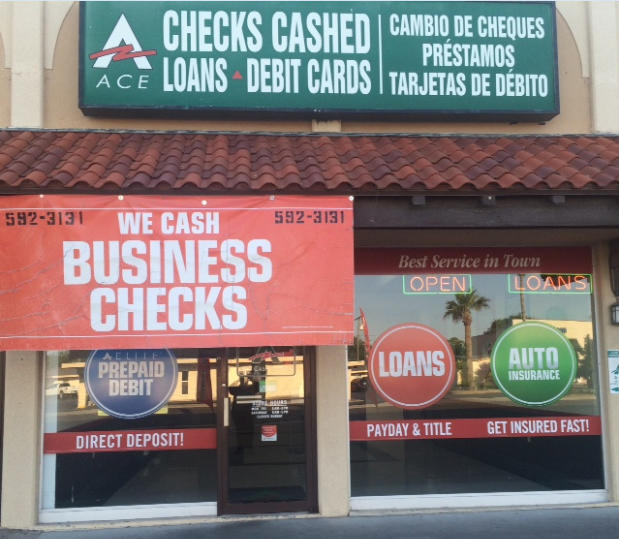 ACE
CHECKS CASHED
LOANS DEBIT CARDS
CAMBIO DE CHEQUES
PRÉSTAMOS
TARJETAS DE DÉBITO
592-3131 WE CASH 592-3131
BUSINESS
CHECKS
Best Service in Town
OPEN LOANS
ELITE
PREPAID
DEBIT
DIRECT DEPOSIT!
STORE HOURS
LOANS
PAYDAY & TITLE
AUTO
INSURANCE
GET INSURED FAST!